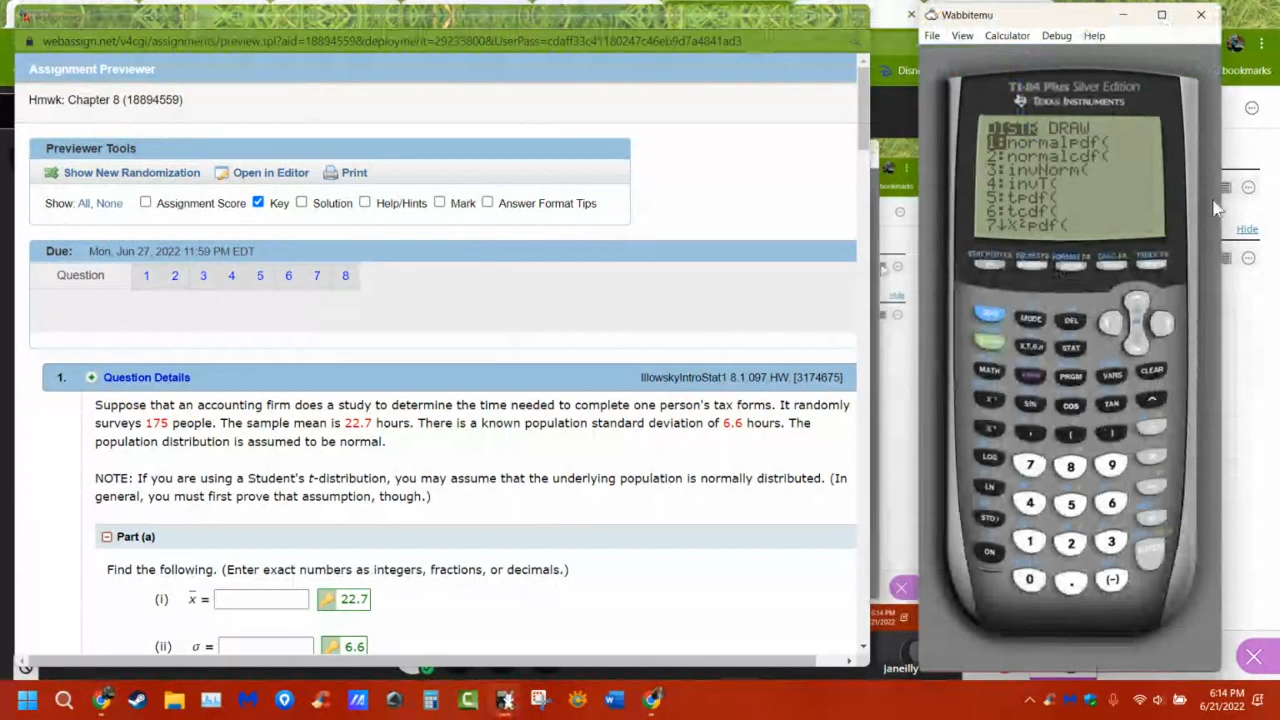 webassign.net/v4cgi/assignments/preview.tpl?aid=18894559&deployment=29233800&UserPass=cdaff33c41180247c46eb9d7a4841ad3
Assignment Previewer
Hmwk: Chapter 8 (18894559)
Previewer Tools
Show New Randomization Open in Editor Print
Show: All, None Assignment Score Key Solution Help/Hints Mark Answer Format Tips
Due: Mon, Jun 27, 2022 11:59 PM EDT
Question 1 2 3 4 5 6 7 8
1. Question Details IllowskyIntroStat1 8.1.097.HW. [3174675]
Suppose that an accounting firm does a study to determine the time needed to complete one person's tax forms. It randomly
surveys 175 people. The sample mean is 22.7 hours. There is a known population standard deviation of 6.6 hours. The
population distribution is assumed to be normal.
NOTE: If you are using a Student's t-distribution, you may assume that the underlying population is normally distributed. (In
general, you must first prove that assumption, though.)
Part (a)
Find the following. (Enter exact numbers as integers, fractions, or decimals.)
(i) x̄ = 22.7
(ii) σ = 6.6
Wabbitemu
File View Calculator Debug Help
TI-84 Plus Silver Edition
TEXAS INSTRUMENTS
DISTR DRAW
1:normalpdf(
2:normalcdf(
3:invNorm(
4:invT(
5:tpdf(
6:tcdf(
7↓χ²pdf(
MODE DEL
X,T,θ,n STAT
MATH PRGM VARS CLEAR
SIN COS TAN
LOG 7 8 9
LN 4 5 6
STO 1 2 3
ON 0 . (-)
Disne
bookmarks
Hide
bookmarks
Hide
6:14 PM
Janeilly
6:14 PM
6/21/2022